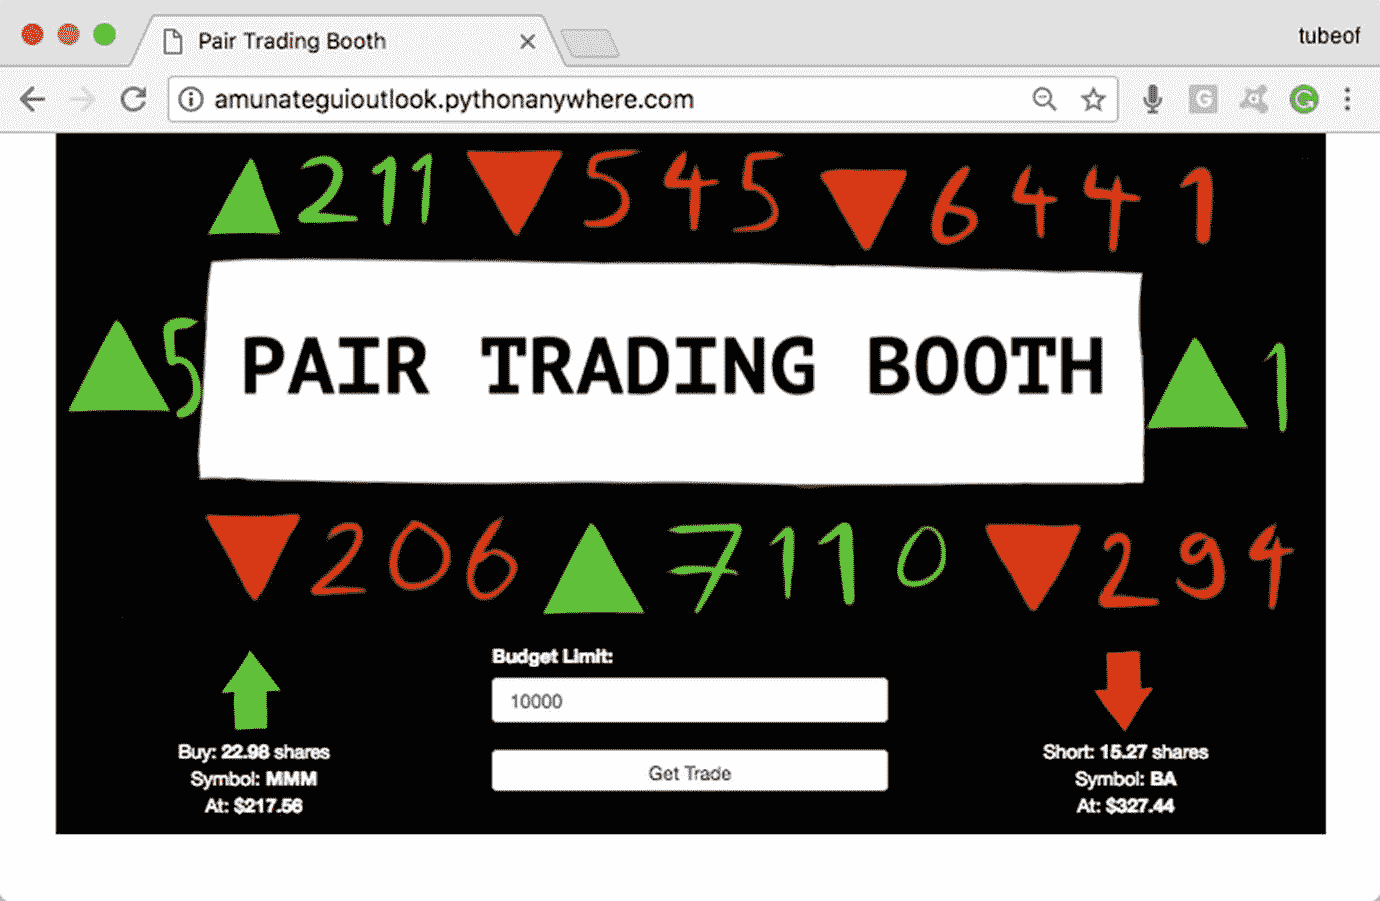 Pair Trading Booth
tubeof
amunateguioutlook.pythonanywhere.com
211 545 6441
5 PAIR TRADING BOOTH 1
206 7110 294
Budget Limit:
10000
Get Trade
Buy: 22.98 shares
Symbol: MMM
At: $217.56
Short: 15.27 shares
Symbol: BA
At: $327.44